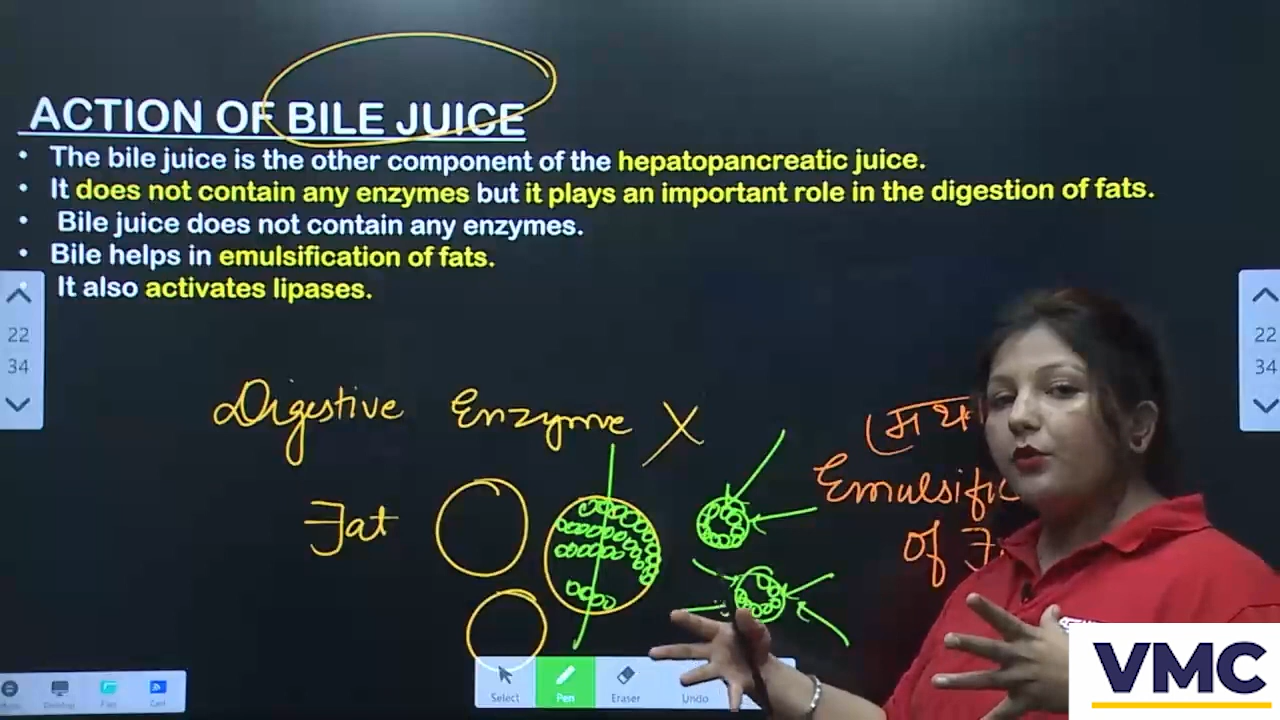 ACTION OF BILE JUICE
• The bile juice is the other component of the hepatopancreatic juice.
• It does not contain any enzymes but it plays an important role in the digestion of fats.
• Bile juice does not contain any enzymes.
• Bile helps in emulsification of fats.
It also activates lipases.
22
34
22
34
Digestive Enzyme X
Fat
Emulsific
of F
Select
Pen
Eraser
Undo
Desktop
VMC